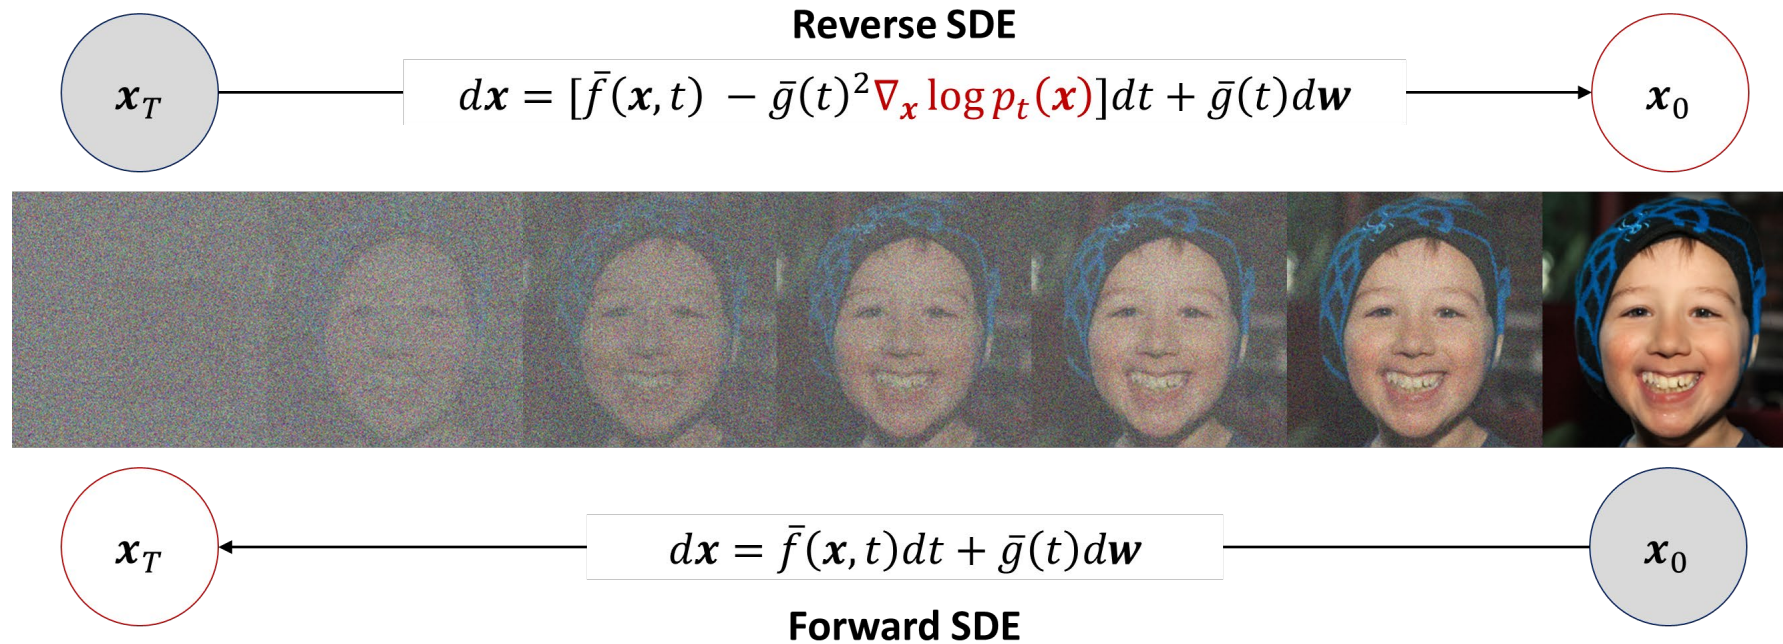 Reverse SDE
𝒙_T
d𝒙 = [f̄(𝒙, t) − ḡ(t)²∇_𝒙 log p_t(𝒙)]dt + ḡ(t)d𝒘
𝒙_0
𝒙_T
d𝒙 = f̄(𝒙, t)dt + ḡ(t)d𝒘
𝒙_0
Forward SDE